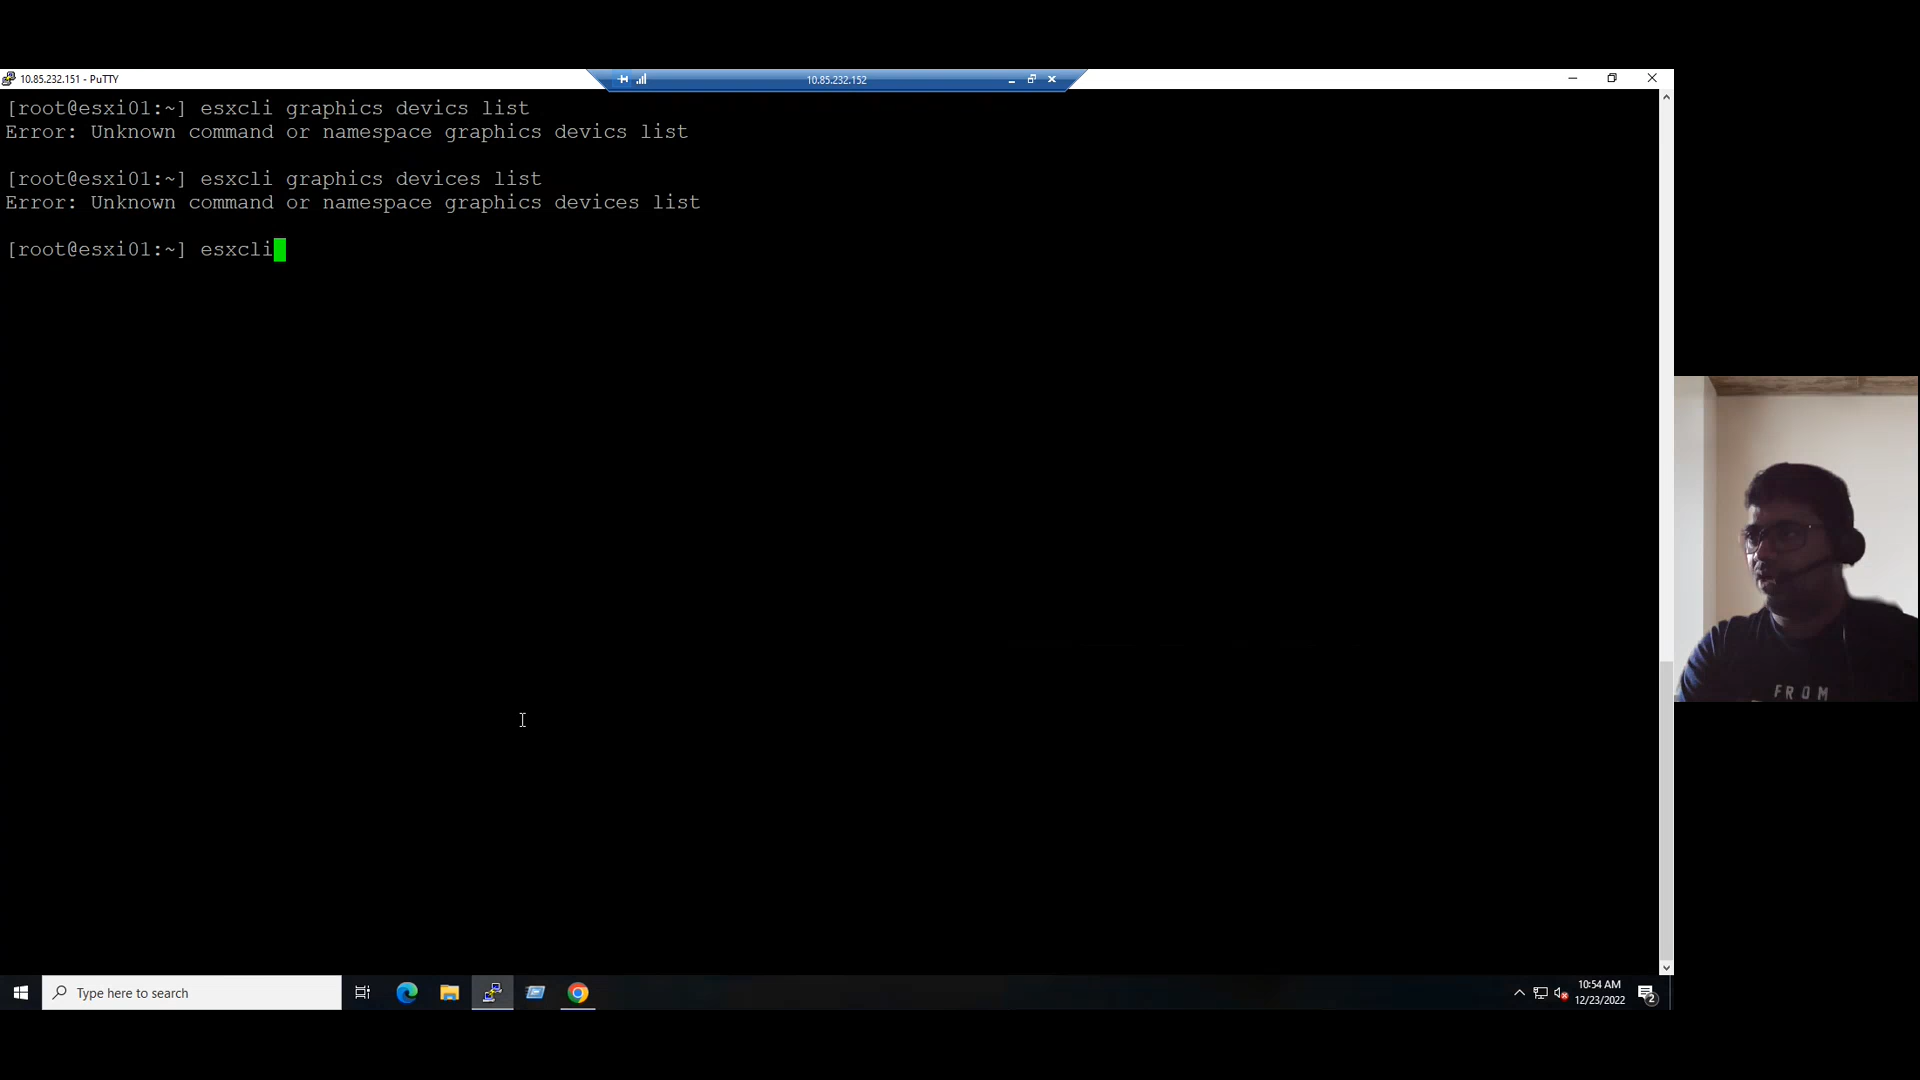 10.85.232.151 - PuTTY
10.85.232.152
[root@esxi01:~] esxcli graphics devics list
Error: Unknown command or namespace graphics devics list
[root@esxi01:~] esxcli graphics devices list
Error: Unknown command or namespace graphics devices list
[root@esxi01:~] esxcli
FROM
Type here to search
10:54 AM
12/23/2022
2